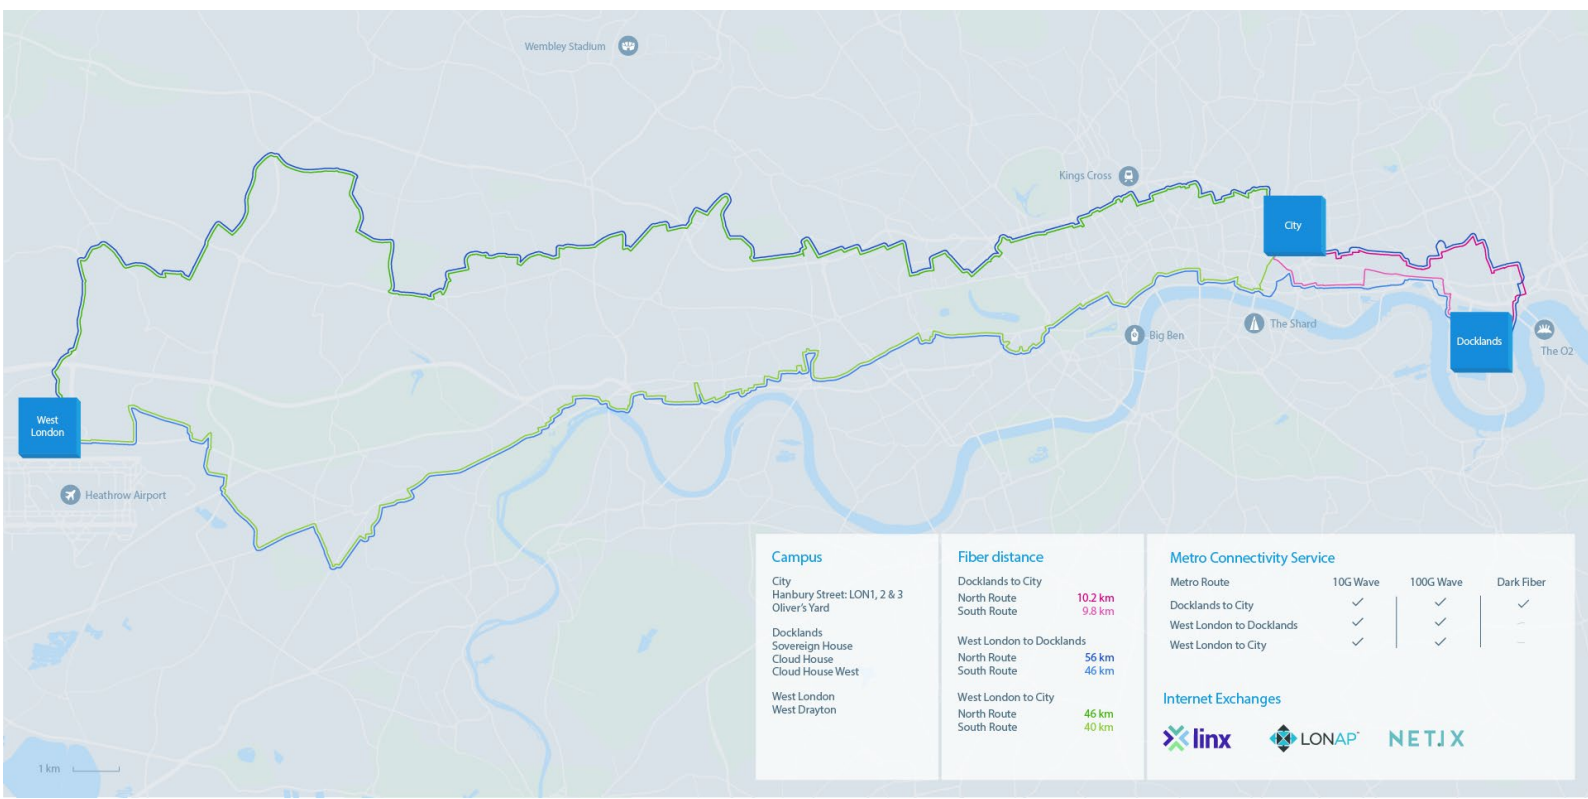 Wembley Stadium
Kings Cross
City
The Shard
Big Ben
Docklands
The O2
West
London
Heathrow Airport
Campus
City
Hanbury Street: LON1, 2 & 3
Oliver's Yard
Docklands
Sovereign House
Cloud House
Cloud House West
West London
West Drayton
Fiber distance
Docklands to City
North Route 10.2 km
South Route 9.8 km
West London to Docklands
North Route 56 km
South Route 46 km
West London to City
North Route 46 km
South Route 40 km
Metro Connectivity Service
Metro Route 10G Wave 100G Wave Dark Fiber
Docklands to City
West London to Docklands
West London to City
Internet Exchanges
linx
LONAP
NETIX
1 km